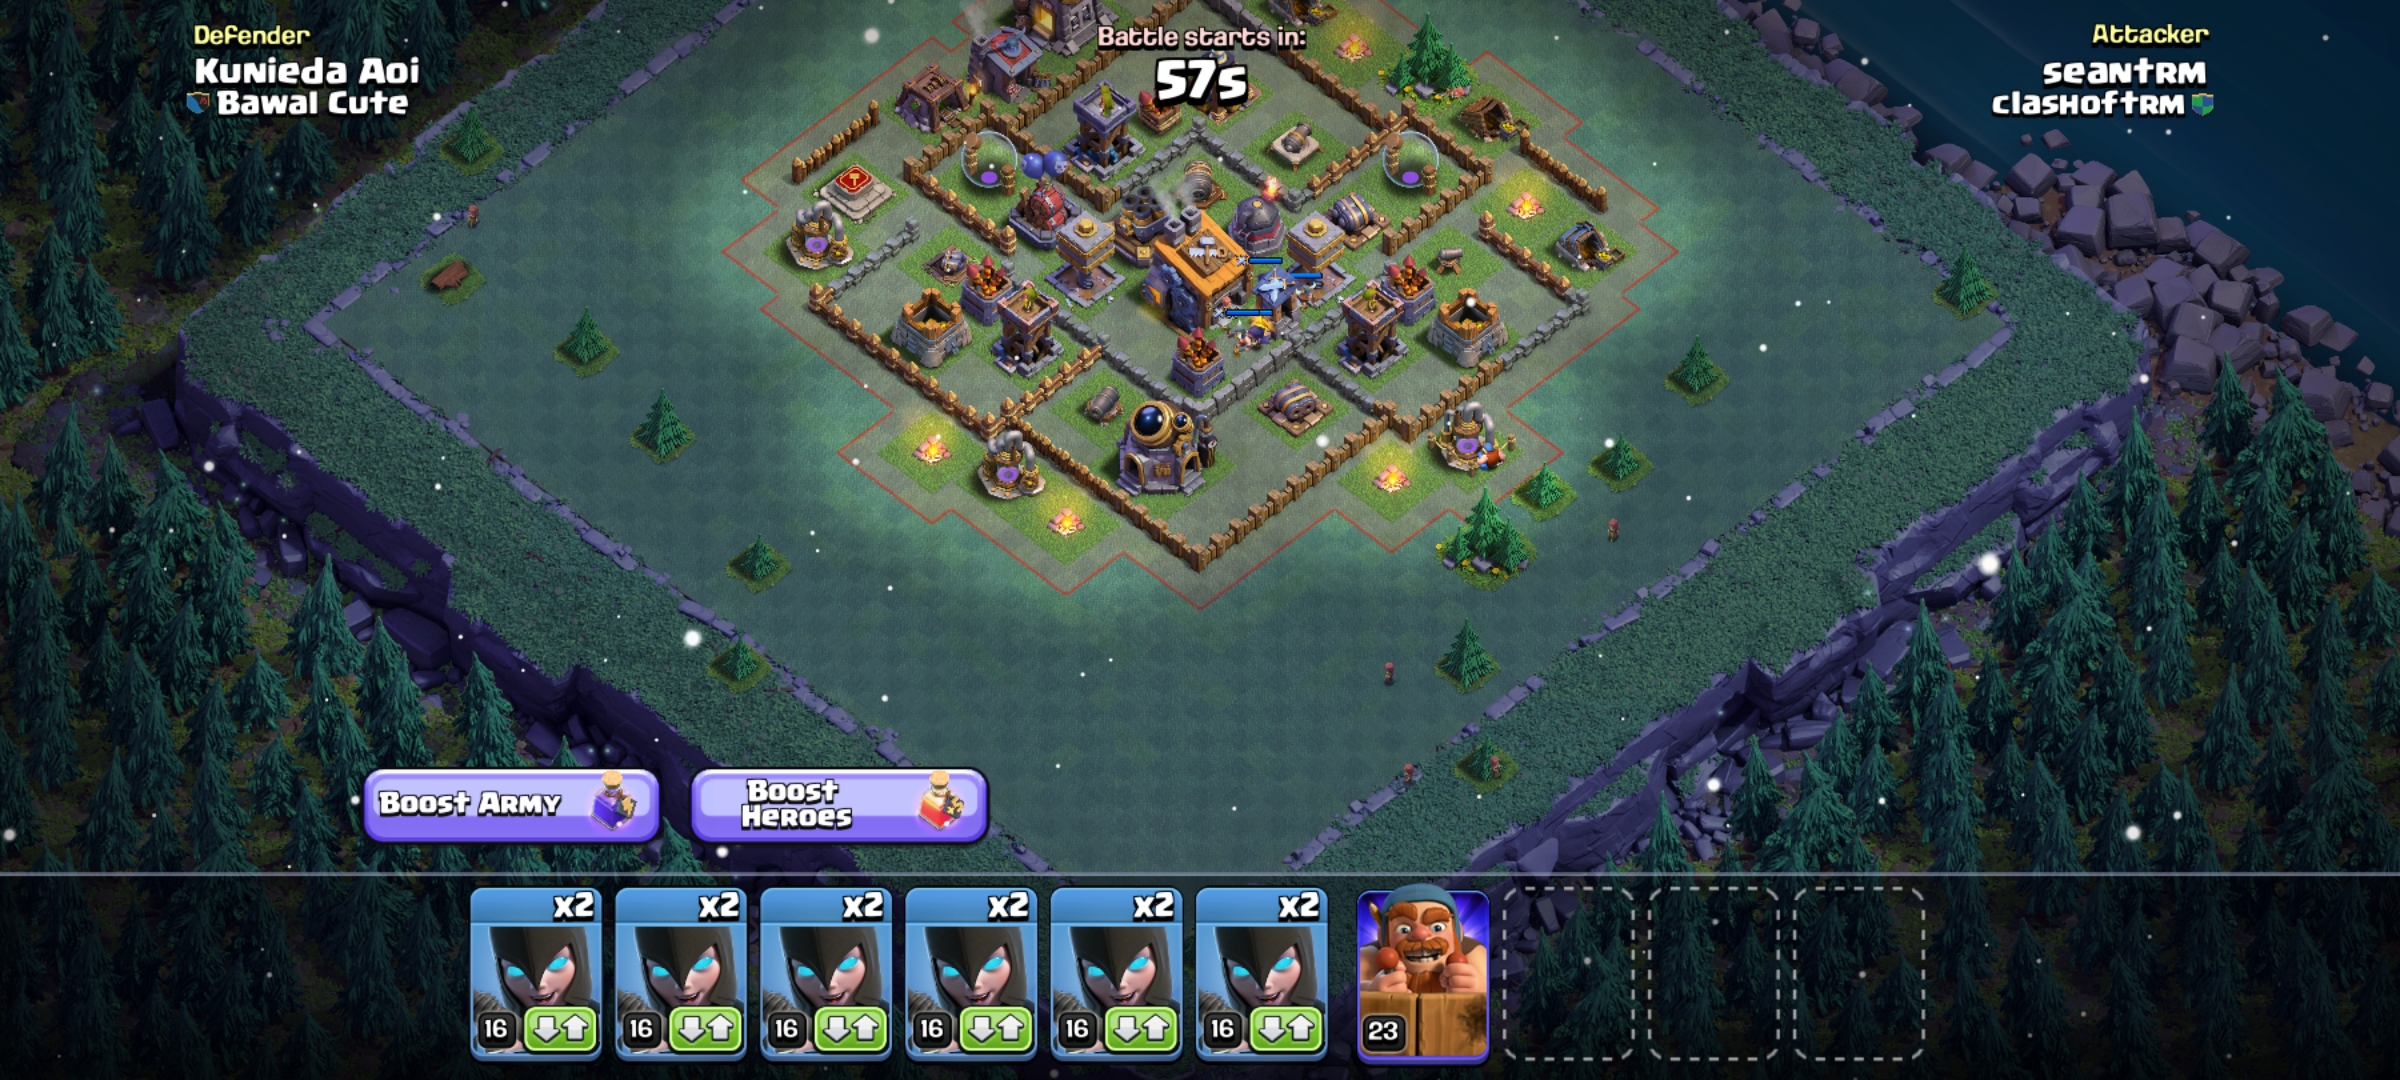 Defender
Kunieda Aoi
Bawal Cute
Battle starts in:
57s
Attacker
seantRM
clashoftRM
Boost Army
Boost
Heroes
x2
x2
x2
x2
x2
x2
16
16
16
16
16
16
23